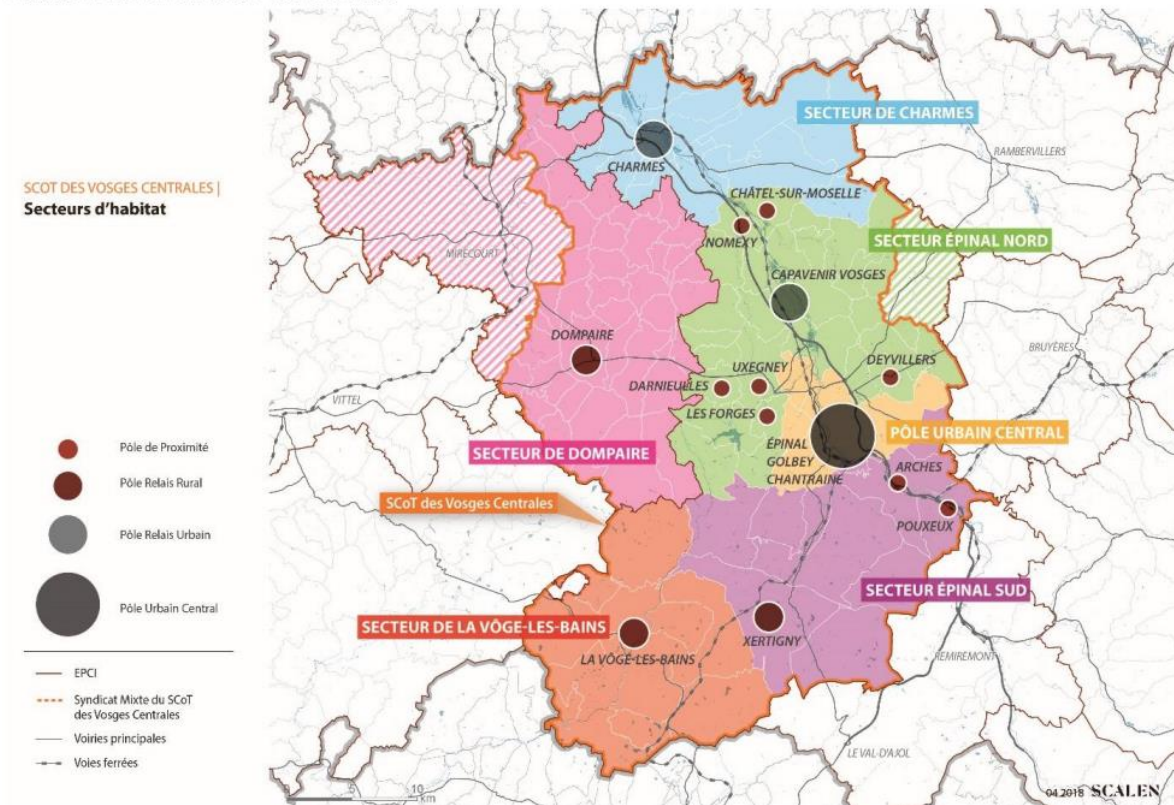 SCOT DES VOSGES CENTRALES |
Secteurs d'habitat
Pôle de Proximité
Pôle Relais Rural
Pôle Relais Urbain
Pôle Urbain Central
EPCI
Syndicat Mixte du SCoT
des Vosges Centrales
Voiries principales
Voies ferrées
SECTEUR DE CHARMES
CHARMES
RAMBERVILLERS
CHÂTEL-SUR-MOSELLE
NOMEXY
SECTEUR ÉPINAL NORD
MIRECOURT
CAPAVENIR VOSGES
DOMPAIRE
BRUYÈRES
DEYVILLERS
UXEGNEY
DARNIEULLES
VITTEL
LES FORGES
PÔLE URBAIN CENTRAL
ÉPINAL
GOLBEY
CHANTRAINE
SECTEUR DE DOMPAIRE
ARCHES
SCoT des Vosges Centrales
POUXEUX
SECTEUR ÉPINAL SUD
SECTEUR DE LA VÔGE-LES-BAINS
XERTIGNY
LA VÔGE-LES-BAINS
REMIREMONT
LE VAL-D'AJOL
5 10
km
04.2018 SCALEN